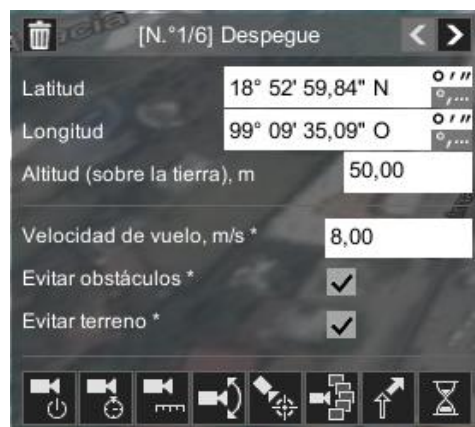 [N.°1/6] Despegue
Latitud 18° 52' 59,84" N
Longitud 99° 09' 35,09" O
Altitud (sobre la tierra), m 50,00
Velocidad de vuelo, m/s * 8,00
Evitar obstáculos *
Evitar terreno *